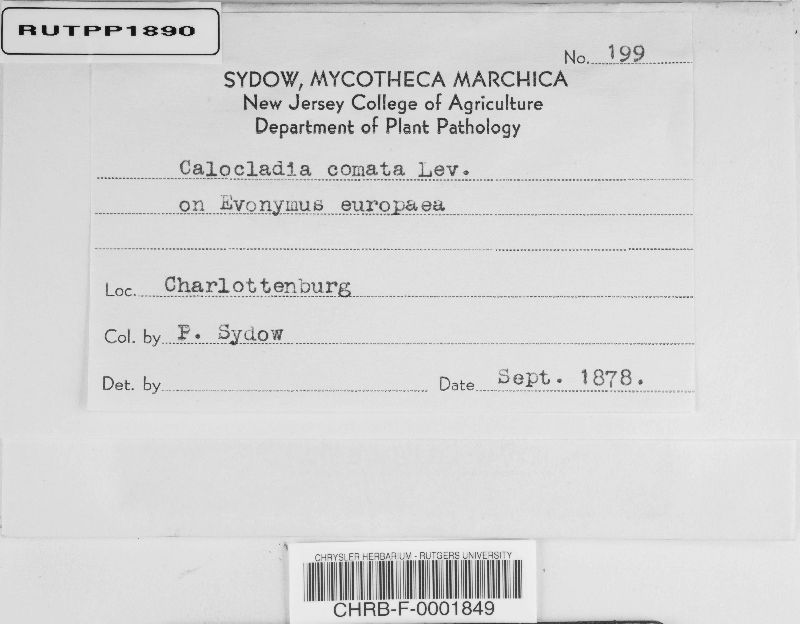 RUTPP1890
No. 199
SYDOW, MYCOTHECA MARCHICA
New Jersey College of Agriculture
Department of Plant Pathology
Calocladia comata Lev.
on Evonymus europaea
Loc. Charlottenburg
Col. by P. Sydow
Det. by
Date Sept. 1878.
CHRYSLER HERBARIUM - RUTGERS UNIVERSITY
CHRB-F-0001849